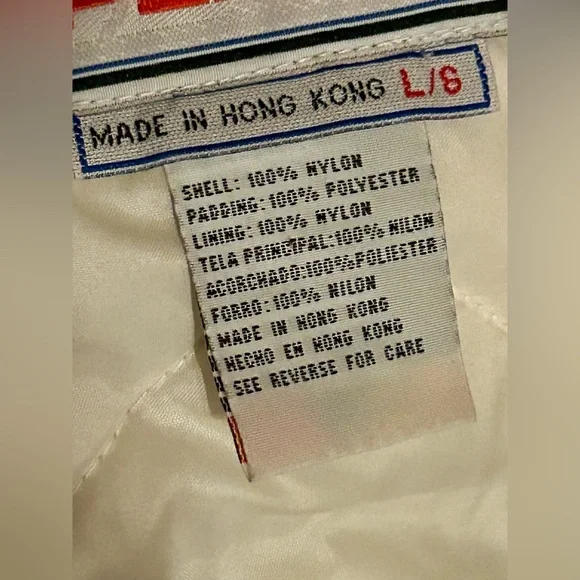 MADE IN HONG KONG L/G
SHELL: 100% NYLON
PADDING: 100% POLYESTER
LINING: 100% NYLON
TELA PRINCIPAL: 100% NILON
ACORCHADO: 100% POLIESTER
FORRO: 100% NILON
MADE IN HONG KONG
HECHO EN HONG KONG
SEE REVERSE FOR CARE